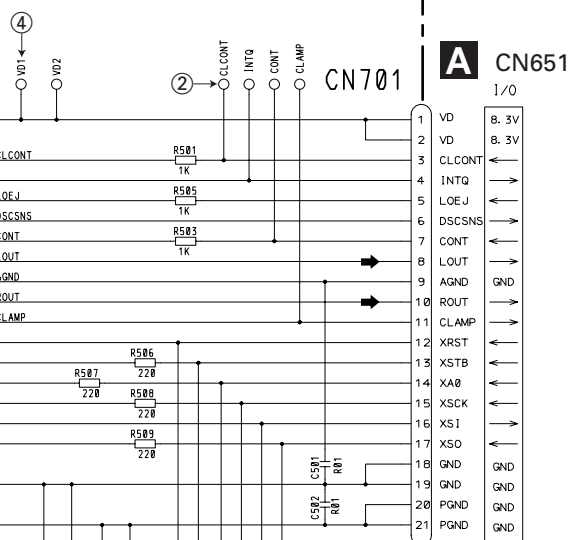 4
VD1
VD2
2
CLCONT
INTQ
CONT
CLAMP
CN701
A
CN651
I/O
1 VD 8.3V
2 VD 8.3V
LCONT R501 1K 3 CLCONT ←
4 INTQ →
LOEJ R505 1K 5 LOEJ ←
DSCSNS 6 DSCSNS →
CONT R503 1K 7 CONT ←
LOUT 8 LOUT →
AGND 9 AGND GND
ROUT 10 ROUT →
CLAMP 11 CLAMP →
12 XRST ←
R506 220 13 XSTB ←
R507 220 14 XA0 ←
R508 220 15 XSCK ←
16 XSI →
R509 220 17 XSO ←
C501 R01 18 GND GND
19 GND GND
C502 R01 20 PGND GND
21 PGND GND